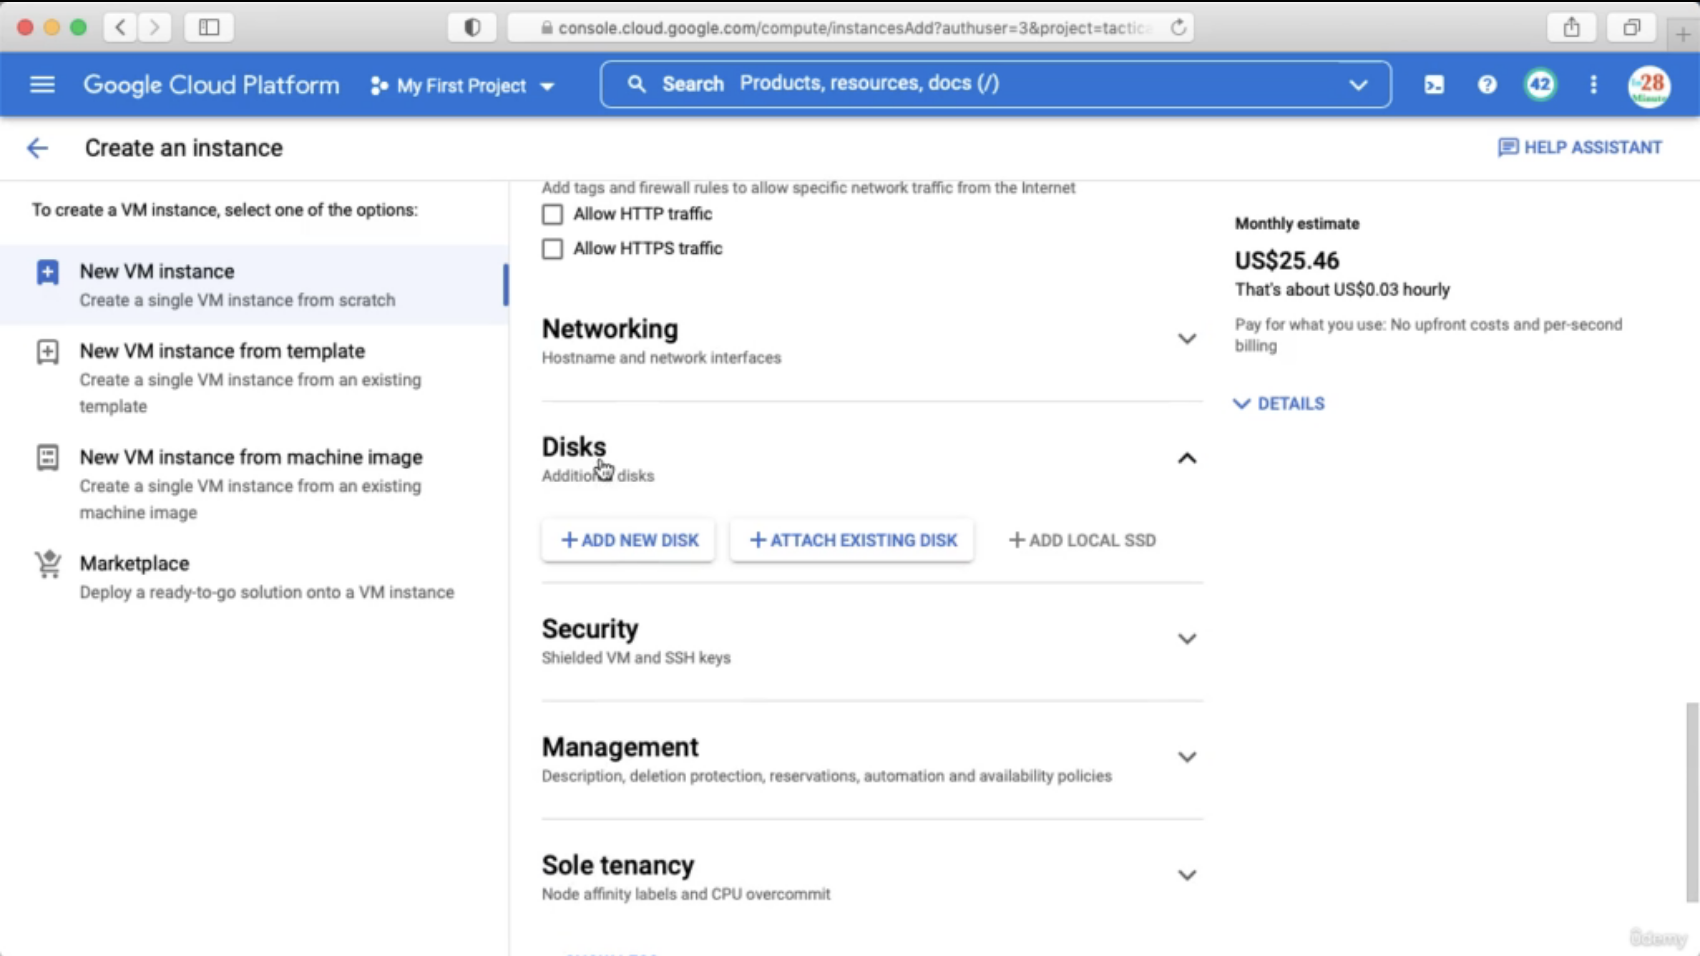 console.cloud.google.com/compute/instancesAdd?authuser=3&project=tactica
Google Cloud Platform
My First Project
Search Products, resources, docs (/)
42
28
Minute
Create an instance
HELP ASSISTANT
To create a VM instance, select one of the options:
New VM instance
Create a single VM instance from scratch
New VM instance from template
Create a single VM instance from an existing
template
New VM instance from machine image
Create a single VM instance from an existing
machine image
Marketplace
Deploy a ready-to-go solution onto a VM instance
Add tags and firewall rules to allow specific network traffic from the Internet
Allow HTTP traffic
Allow HTTPS traffic
Networking
Hostname and network interfaces
Disks
Additional disks
+ ADD NEW DISK
+ ATTACH EXISTING DISK
+ ADD LOCAL SSD
Security
Shielded VM and SSH keys
Management
Description, deletion protection, reservations, automation and availability policies
Sole tenancy
Node affinity labels and CPU overcommit
Monthly estimate
US$25.46
That's about US$0.03 hourly
Pay for what you use: No upfront costs and per-second
billing
DETAILS
Udemy